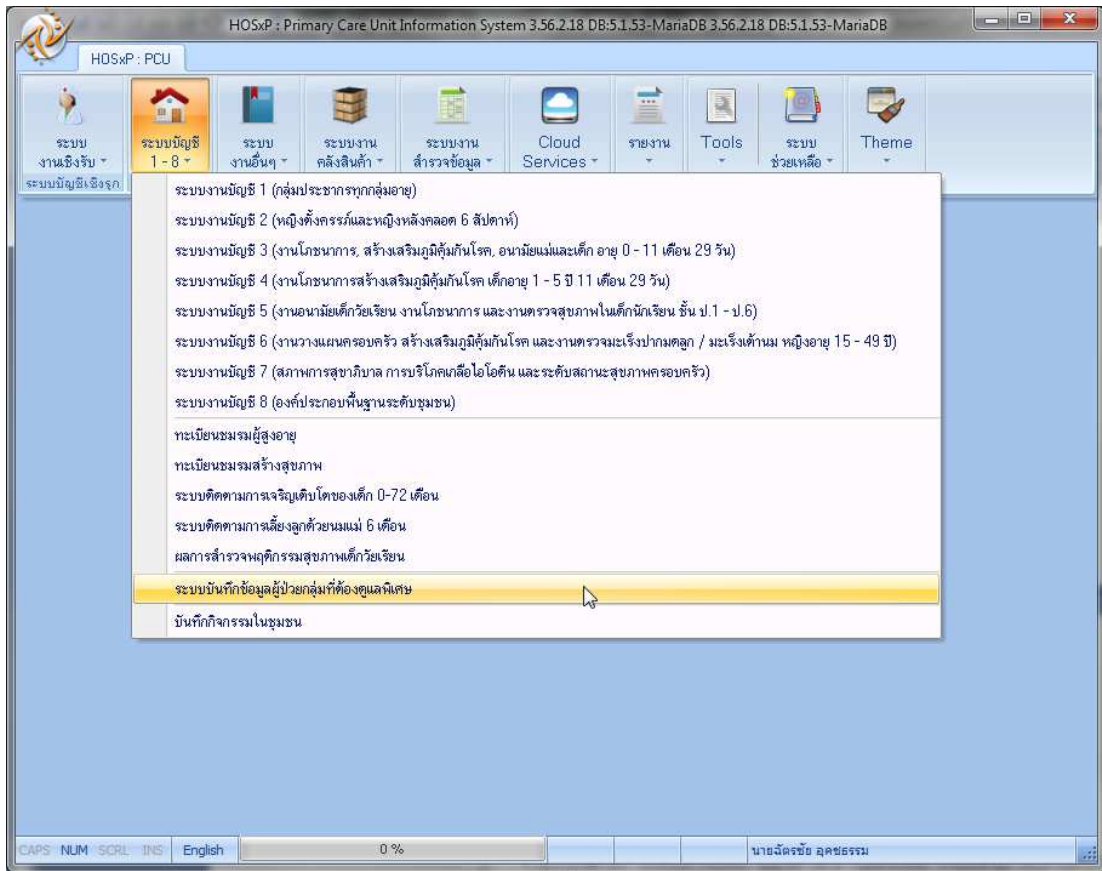 HOSxP : Primary Care Unit Information System 3.56.2.18 DB:5.1.53-MariaDB 3.56.2.18 DB:5.1.53-MariaDB
HOSxP : PCU
ระบบ
งานเชิงรับ
ระบบบัญชี
1 - 8
ระบบ
งานอื่นๆ
ระบบงาน
คลังสินค้า
ระบบงาน
สำรวจข้อมูล
Cloud
Services
รายงาน
Tools
ระบบ
ช่วยเหลือ
Theme
ระบบบัญชีเชิงรุก
ระบบงานบัญชี 1 (กลุ่มประชากรทุกกลุ่มอายุ)
ระบบงานบัญชี 2 (หญิงตั้งครรภ์และหญิงหลังคลอด 6 สัปดาห์)
ระบบงานบัญชี 3 (งานโภชนาการ, สร้างเสริมภูมิคุ้มกันโรค, อนามัยแม่และเด็ก อายุ 0 - 11 เดือน 29 วัน)
ระบบงานบัญชี 4 (งานโภชนาการสร้างเสริมภูมิคุ้มกันโรค เด็กอายุ 1 - 5 ปี 11 เดือน 29 วัน)
ระบบงานบัญชี 5 (งานอนามัยเด็กวัยเรียน งานโภชนาการ และงานตรวจสุขภาพในเด็กนักเรียน ชั้น ป.1 - ป.6)
ระบบงานบัญชี 6 (งานวางแผนครอบครัว สร้างเสริมภูมิคุ้มกันโรค และงานตรวจมะเร็งปากมดลูก / มะเร็งเต้านม หญิงอายุ 15 - 49 ปี)
ระบบงานบัญชี 7 (สภาพการสุขาภิบาล การบริโภคเกลือไอโอดีน และระดับสถานะสุขภาพครอบครัว)
ระบบงานบัญชี 8 (องค์ประกอบพื้นฐานระดับชุมชน)
ทะเบียนชมรมผู้สูงอายุ
ทะเบียนชมรมสร้างสุขภาพ
ระบบติดตามการเจริญเติบโตของเด็ก 0-72 เดือน
ระบบติดตามการเลี้ยงลูกด้วยนมแม่ 6 เดือน
ผลการสำรวจพฤติกรรมสุขภาพเด็กวัยเรียน
ระบบบันทึกข้อมูลผู้ป่วยกลุ่มที่ต้องดูแลพิเศษ
บันทึกกิจกรรมในชุมชน
CAPS NUM SCRL INS English 0 % นายฉัตรชัย อุคชธรรม